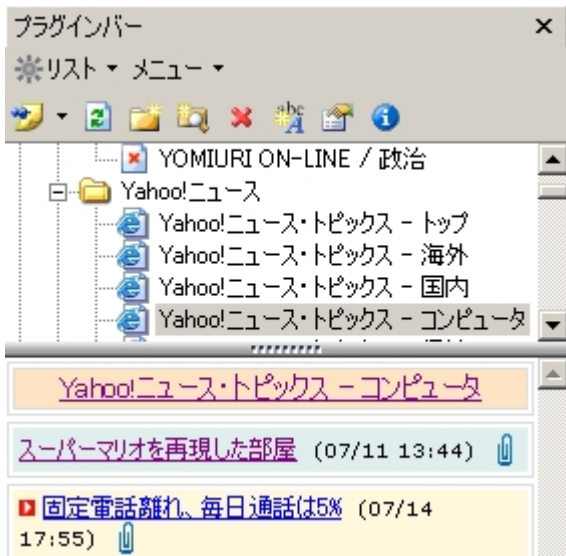 プラグインバー
リスト メニュー
abc
YOMIURI ON-LINE / 政治
Yahoo!ニュース
Yahoo!ニュース・トピックス - トップ
Yahoo!ニュース・トピックス - 海外
Yahoo!ニュース・トピックス - 国内
Yahoo!ニュース・トピックス - コンピュータ
Yahoo!ニュース・トピックス - コンピュータ
スーパーマリオを再現した部屋 (07/11 13:44)
固定電話離れ、毎日通話は5% (07/14
17:55)